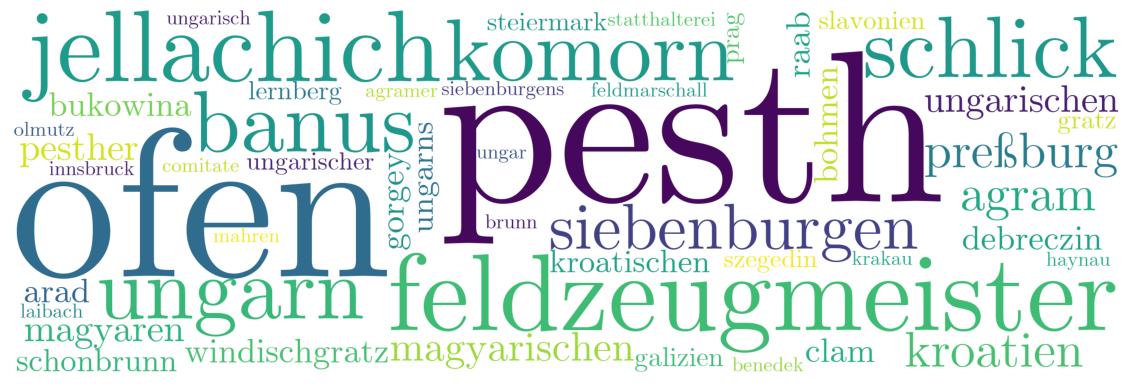 ungarisch
jellachich
komorn
steiermark
statthalterei
prag
raab
slavonien
schlick
bukowina
lernberg
agramer
siebenburgens
feldmarschall
bohmen
ungarischen
gratz
olmutz
pesther
banus
pesth
innsbruck
comitate
ungarischer
gorgey
ungarns
ungar
preßburg
ofen
mahren
brunn
siebenburgen
agram
debreczin
kroatischen
szegedin
krakau
haynau
arad
laibach
ungarn
feldzeugmeister
magyaren
schonbrunn
windischgratz
magyarischen
galizien
benedek
clam
kroatien